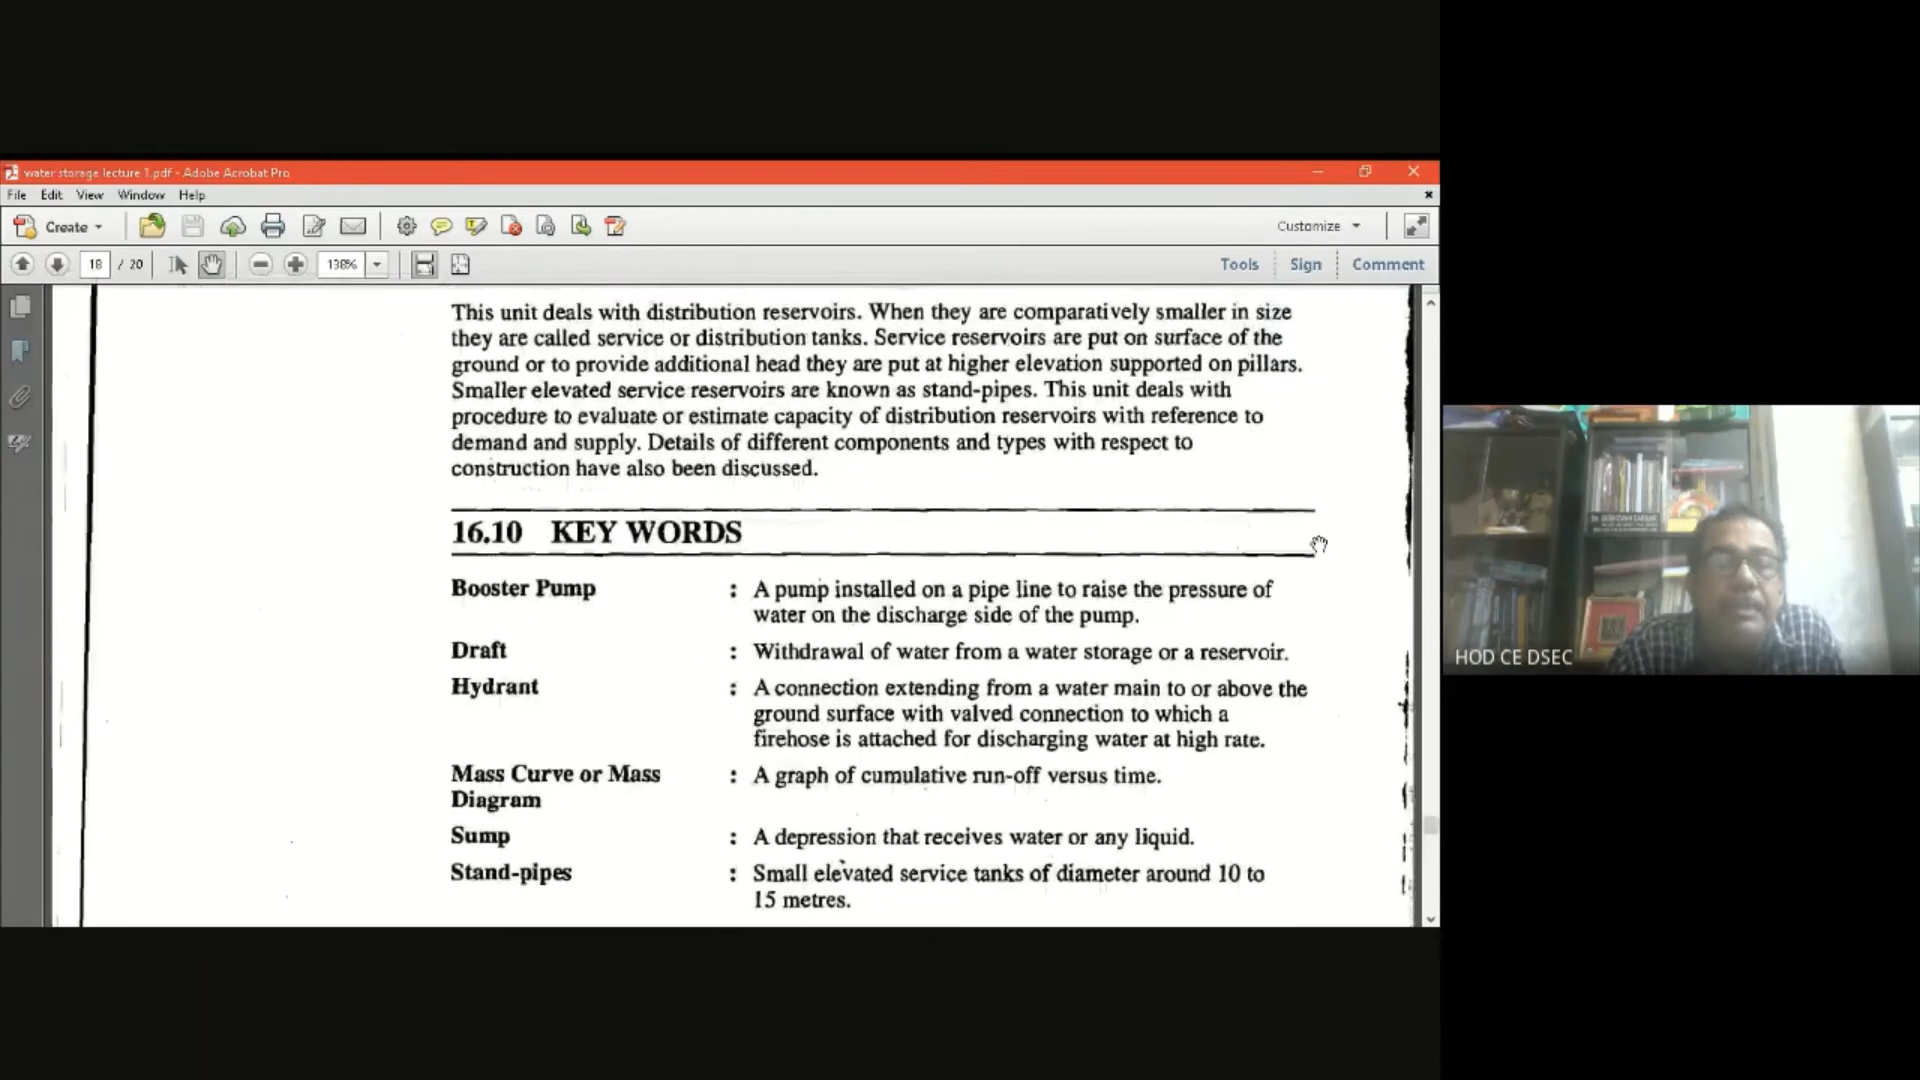 water storage lecture 1.pdf - Adobe Acrobat Pro
File Edit View Window Help
Create
Customize
18 / 20
138%
Tools Sign Comment
This unit deals with distribution reservoirs. When they are comparatively smaller in size
they are called service or distribution tanks. Service reservoirs are put on surface of the
ground or to provide additional head they are put at higher elevation supported on pillars.
Smaller elevated service reservoirs are known as stand-pipes. This unit deals with
procedure to evaluate or estimate capacity of distribution reservoirs with reference to
demand and supply. Details of different components and types with respect to
construction have also been discussed.
16.10 KEY WORDS
Booster Pump : A pump installed on a pipe line to raise the pressure of
water on the discharge side of the pump.
Draft : Withdrawal of water from a water storage or a reservoir.
Hydrant : A connection extending from a water main to or above the
ground surface with valved connection to which a
firehose is attached for discharging water at high rate.
Mass Curve or Mass : A graph of cumulative run-off versus time.
Diagram
Sump : A depression that receives water or any liquid.
Stand-pipes : Small elevated service tanks of diameter around 10 to
15 metres.
HOD CE DSEC